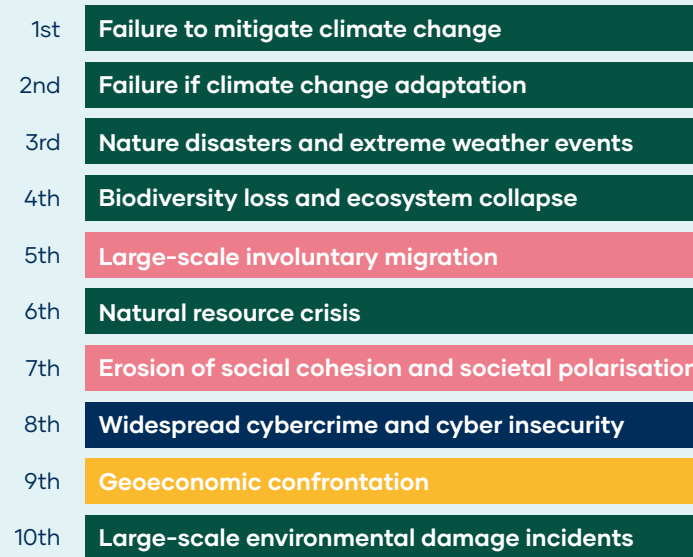 1st Failure to mitigate climate change
2nd Failure if climate change adaptation
3rd Nature disasters and extreme weather events
4th Biodiversity loss and ecosystem collapse
5th Large-scale involuntary migration
6th Natural resource crisis
7th Erosion of social cohesion and societal polarisation
8th Widespread cybercrime and cyber insecurity
9th Geoeconomic confrontation
10th Large-scale environmental damage incidents